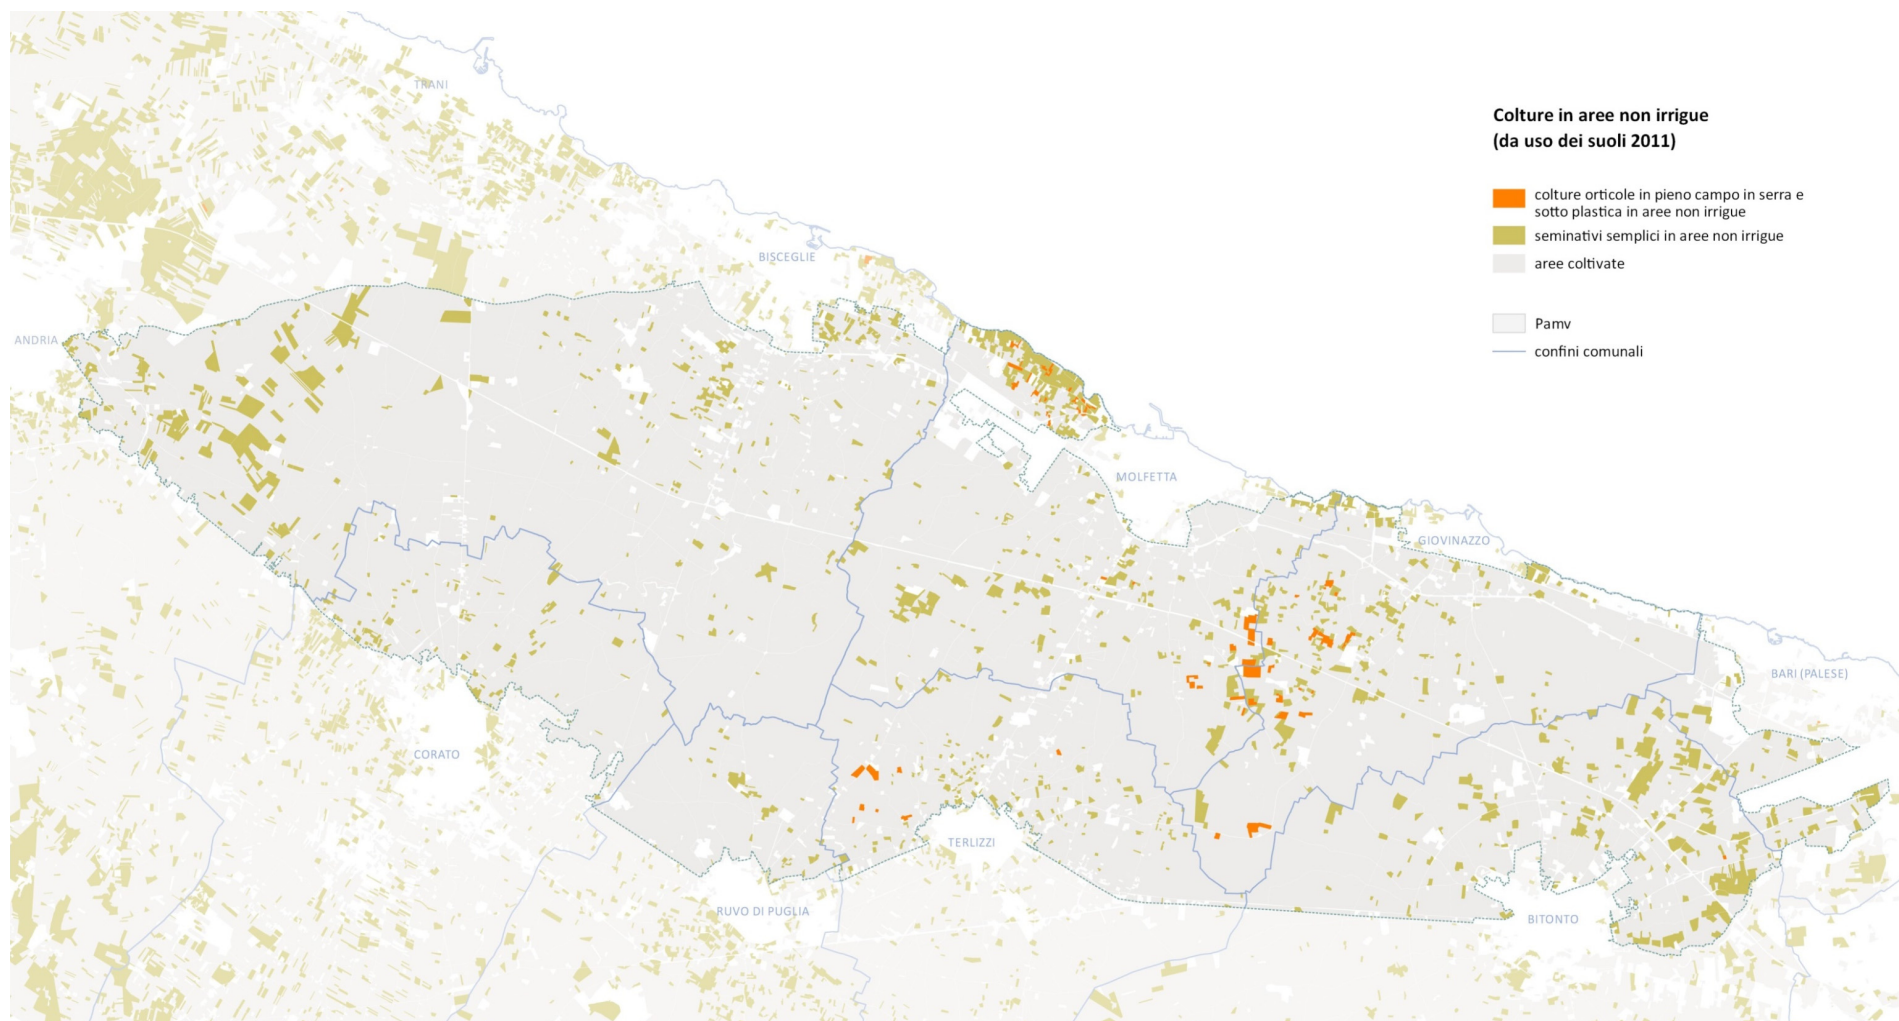 TRANI
Colture in aree non irrigue
(da uso dei suoli 2011)
colture orticole in pieno campo in serra e
sotto plastica in aree non irrigue
seminativi semplici in aree non irrigue
aree coltivate
Pamv
confini comunali
BISCEGLIE
ANDRIA
MOLFETTA
GIOVINAZZO
BARI (PALESE)
CORATO
TERLIZZI
RUVO DI PUGLIA
BITONTO